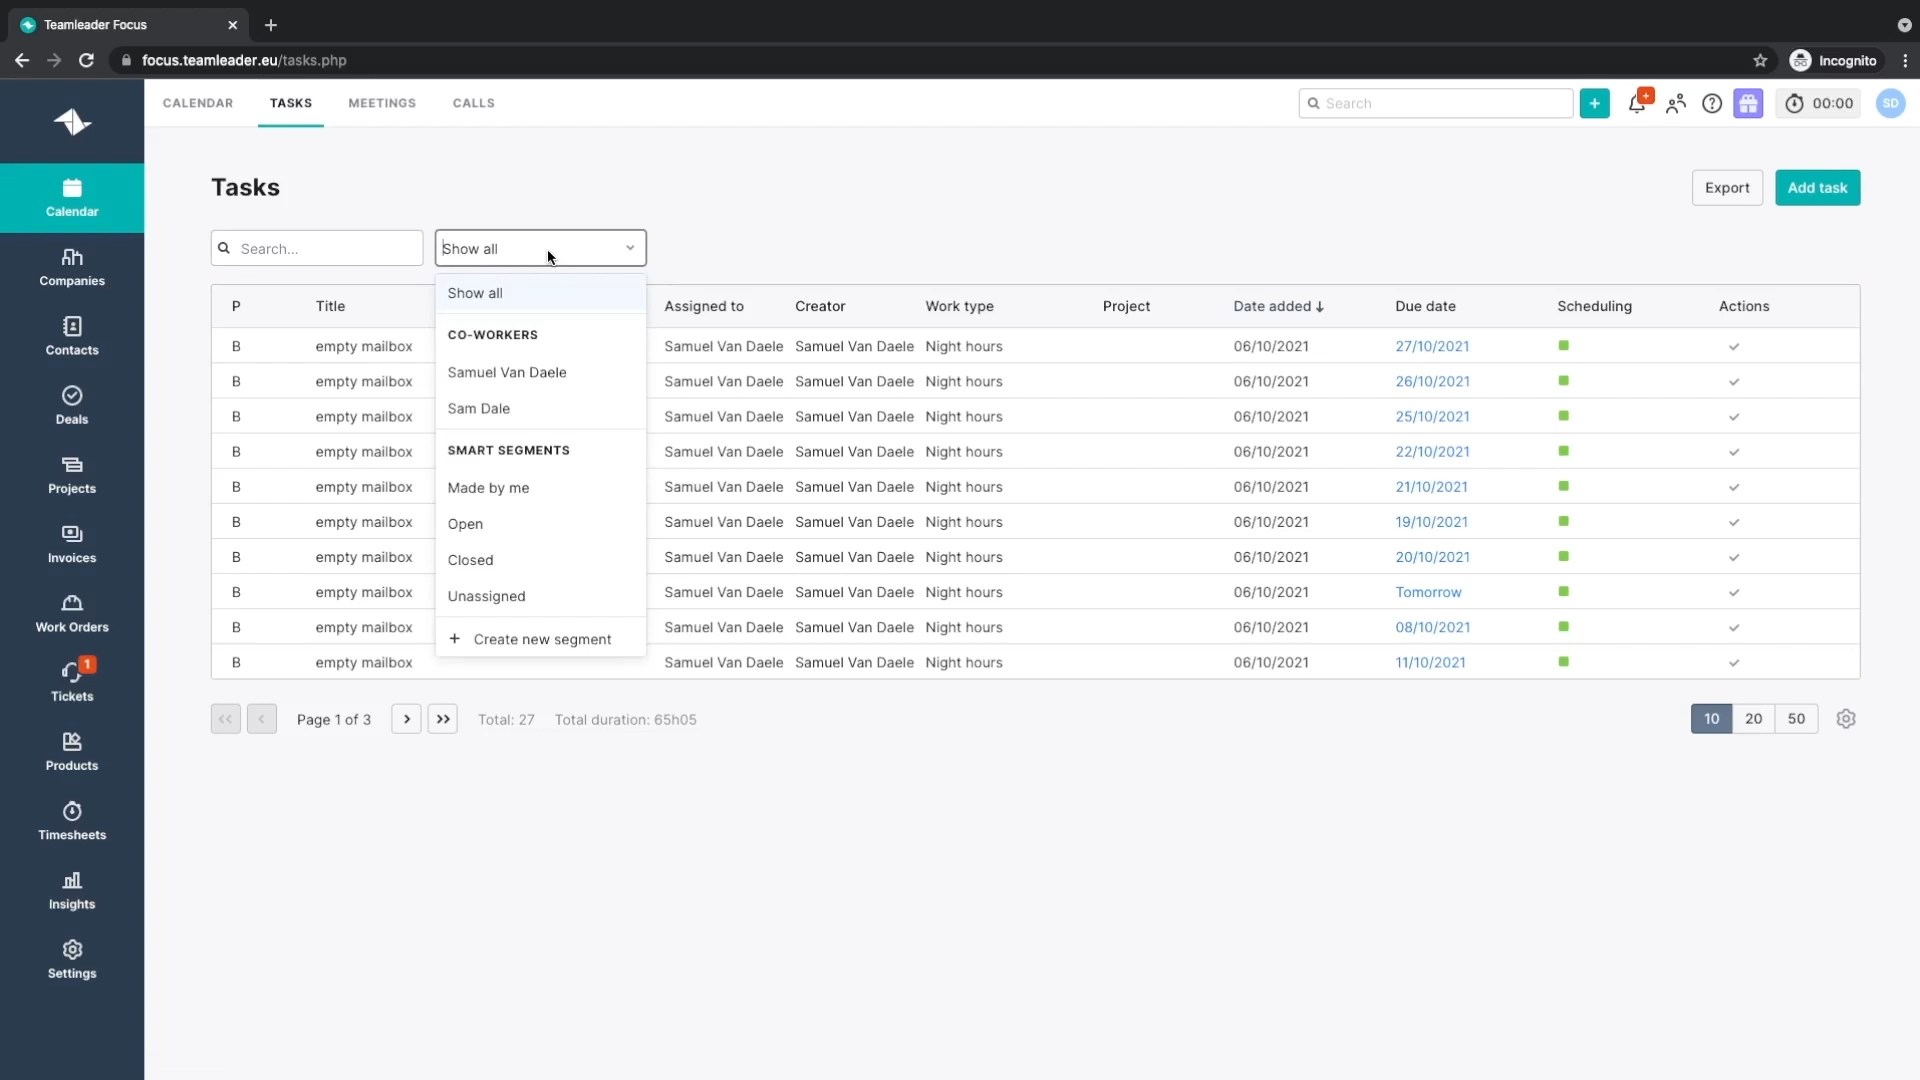 Teamleader Focus
focus.teamleader.eu/tasks.php
Incognito
CALENDAR TASKS MEETINGS CALLS
Search
+
00:00
SD
Calendar
Companies
Contacts
Deals
Projects
Invoices
Work Orders
1
Tickets
Products
Timesheets
Insights
Settings
Tasks
Export
Add task
Search...
Show all
Show all
CO-WORKERS
Samuel Van Daele
Sam Dale
SMART SEGMENTS
Made by me
Open
Closed
Unassigned
+ Create new segment
P Title Assigned to Creator Work type Project Date added ↓ Due date Scheduling Actions
B empty mailbox Samuel Van Daele Samuel Van Daele Night hours 06/10/2021 27/10/2021
B empty mailbox Samuel Van Daele Samuel Van Daele Night hours 06/10/2021 26/10/2021
B empty mailbox Samuel Van Daele Samuel Van Daele Night hours 06/10/2021 25/10/2021
B empty mailbox Samuel Van Daele Samuel Van Daele Night hours 06/10/2021 22/10/2021
B empty mailbox Samuel Van Daele Samuel Van Daele Night hours 06/10/2021 21/10/2021
B empty mailbox Samuel Van Daele Samuel Van Daele Night hours 06/10/2021 19/10/2021
B empty mailbox Samuel Van Daele Samuel Van Daele Night hours 06/10/2021 20/10/2021
B empty mailbox Samuel Van Daele Samuel Van Daele Night hours 06/10/2021 Tomorrow
B empty mailbox Samuel Van Daele Samuel Van Daele Night hours 06/10/2021 08/10/2021
B empty mailbox Samuel Van Daele Samuel Van Daele Night hours 06/10/2021 11/10/2021
Page 1 of 3
Total: 27 Total duration: 65h05
10 20 50